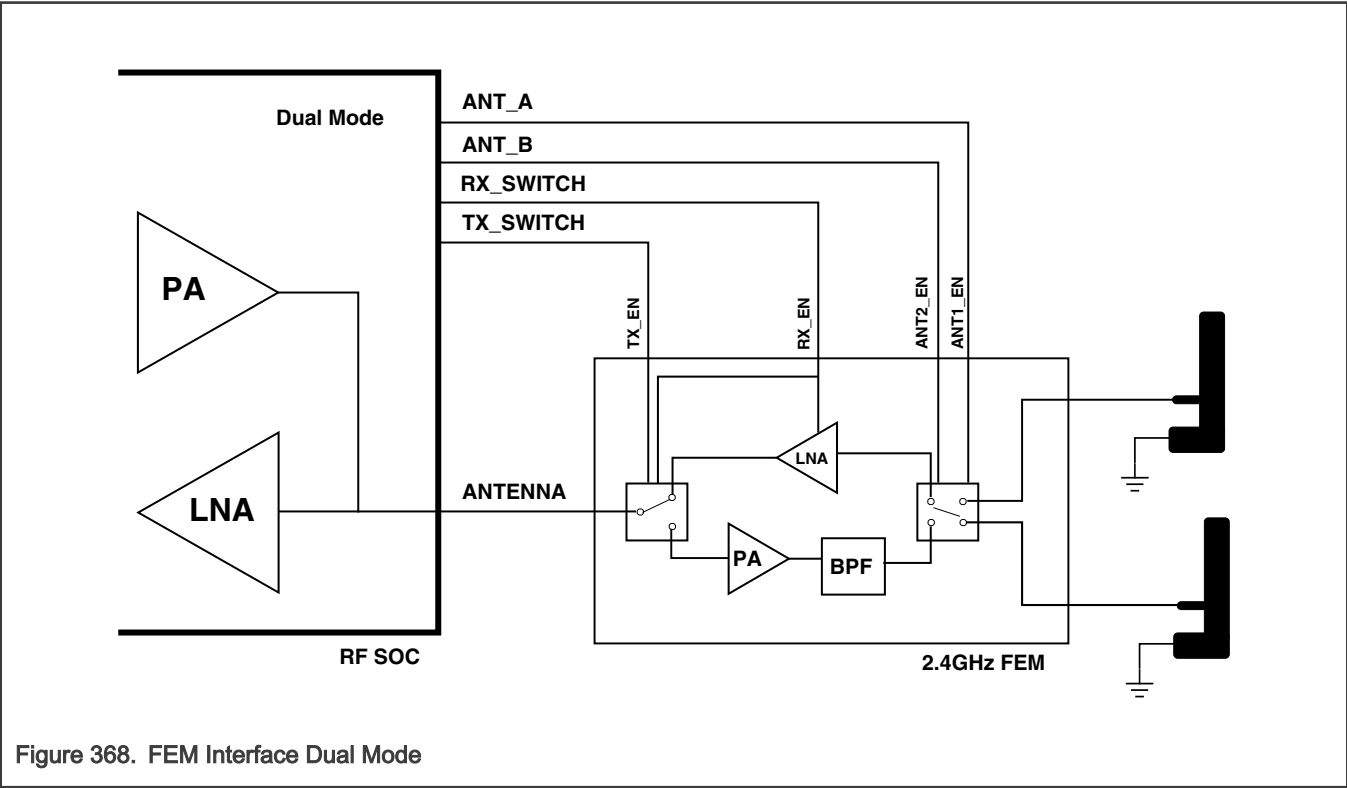 Dual Mode
ANT_A
ANT_B
RX_SWITCH
TX_SWITCH
PA
TX_EN
RX_EN
ANT2_EN
ANT1_EN
LNA
LNA
ANTENNA
PA
BPF
RF SOC
2.4GHz FEM
Figure 368. FEM Interface Dual Mode